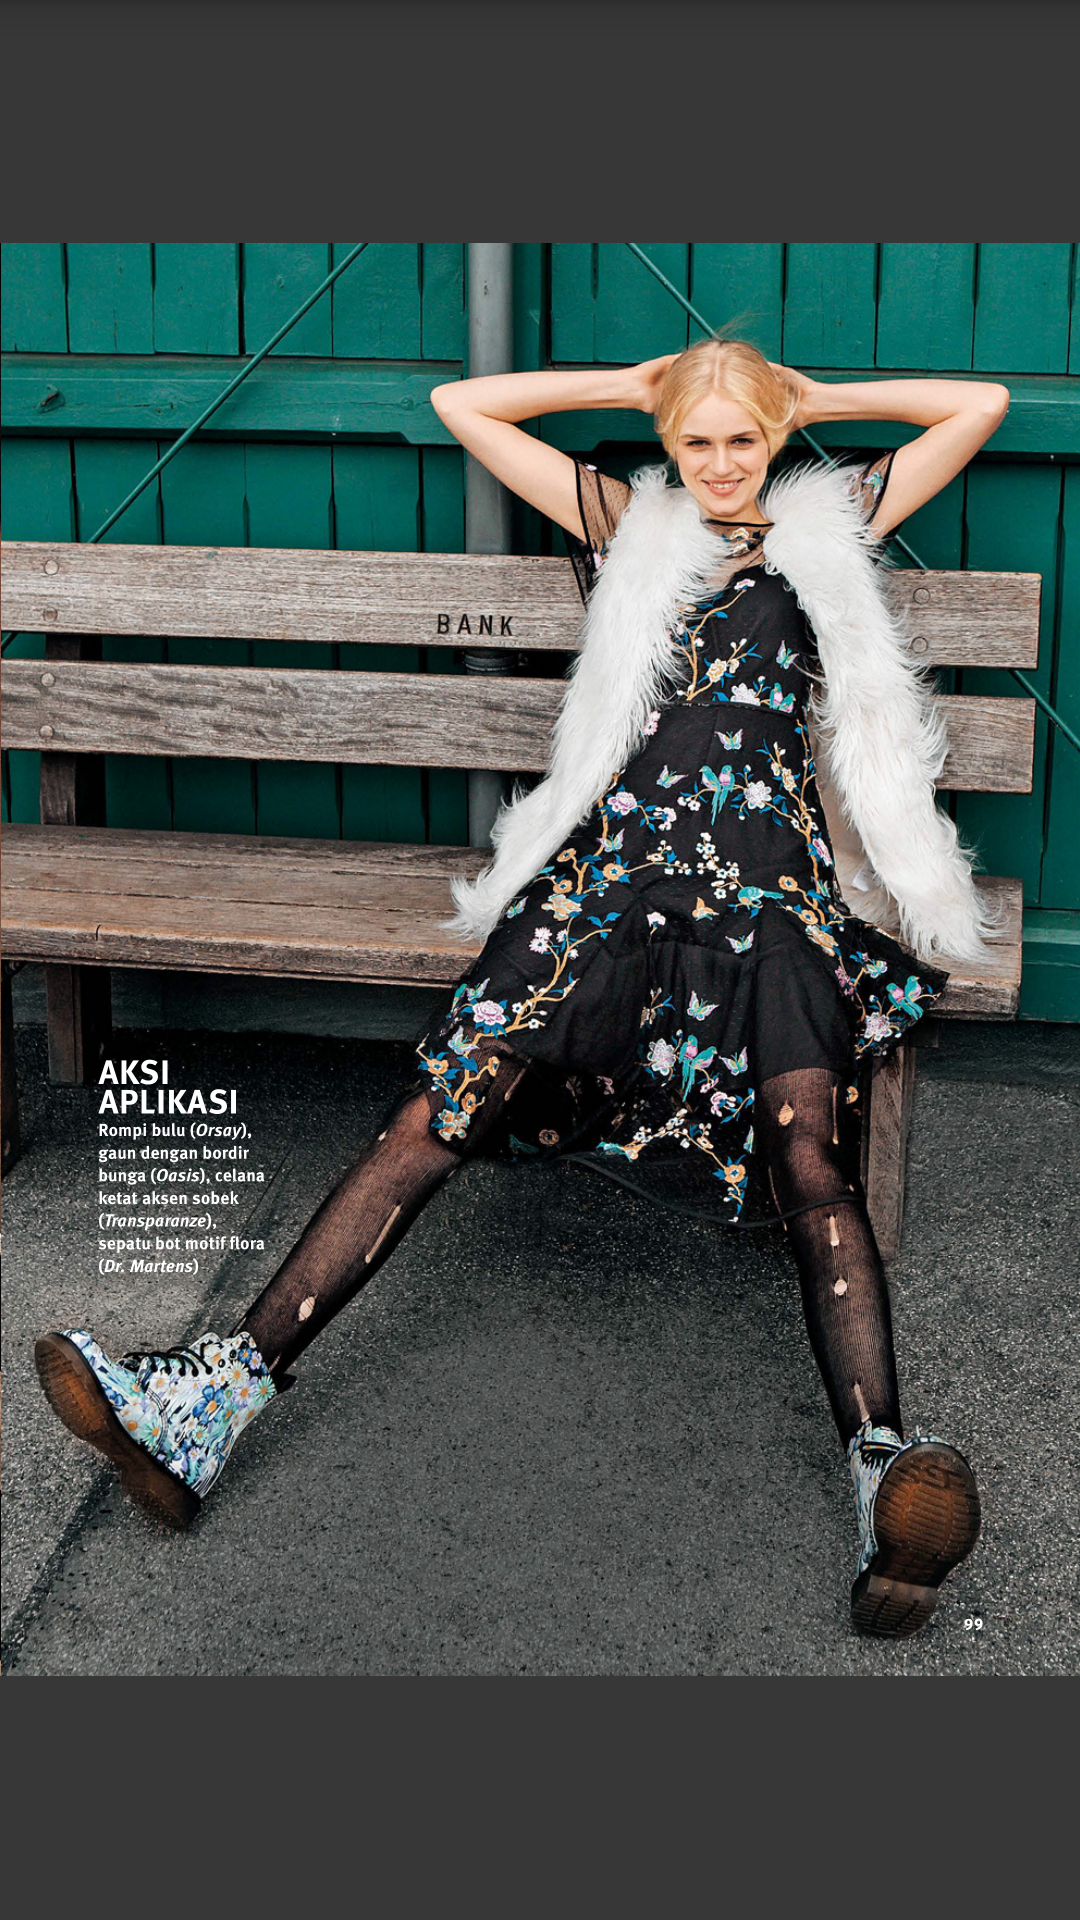 BANK
AKSI
APLIKASI
Rompi bulu (Orsay),
gaun dengan bordir
bunga (Oasis), celana
ketat aksen sobek
(Transparanze),
sepatu bot motif flora
(Dr. Martens)
99